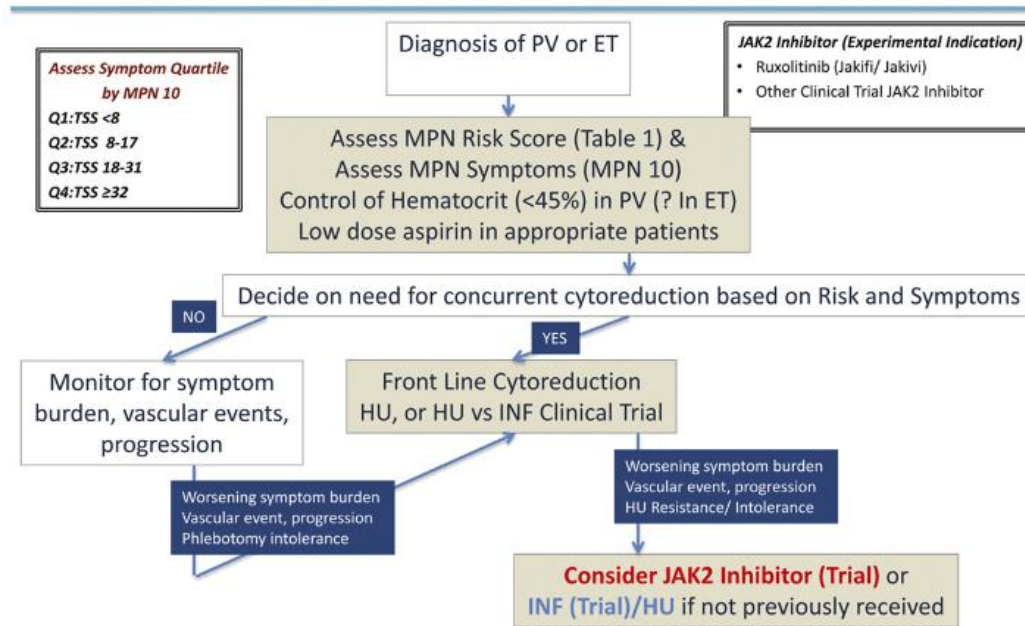 Diagnosis of PV or ET
Assess Symptom Quartile
by MPN 10
Q1:TSS <8
Q2:TSS 8-17
Q3:TSS 18-31
Q4:TSS ≥32
JAK2 Inhibitor (Experimental Indication)
• Ruxolitinib (Jakifi/ Jakivi)
• Other Clinical Trial JAK2 Inhibitor
Assess MPN Risk Score (Table 1) &
Assess MPN Symptoms (MPN 10)
Control of Hematocrit (<45%) in PV (? In ET)
Low dose aspirin in appropriate patients
Decide on need for concurrent cytoreduction based on Risk and Symptoms
NO
YES
Monitor for symptom
burden, vascular events,
progression
Front Line Cytoreduction
HU, or HU vs INF Clinical Trial
Worsening symptom burden
Vascular event, progression
Phlebotomy intolerance
Worsening symptom burden
Vascular event, progression
HU Resistance/ Intolerance
Consider JAK2 Inhibitor (Trial) or
INF (Trial)/HU if not previously received